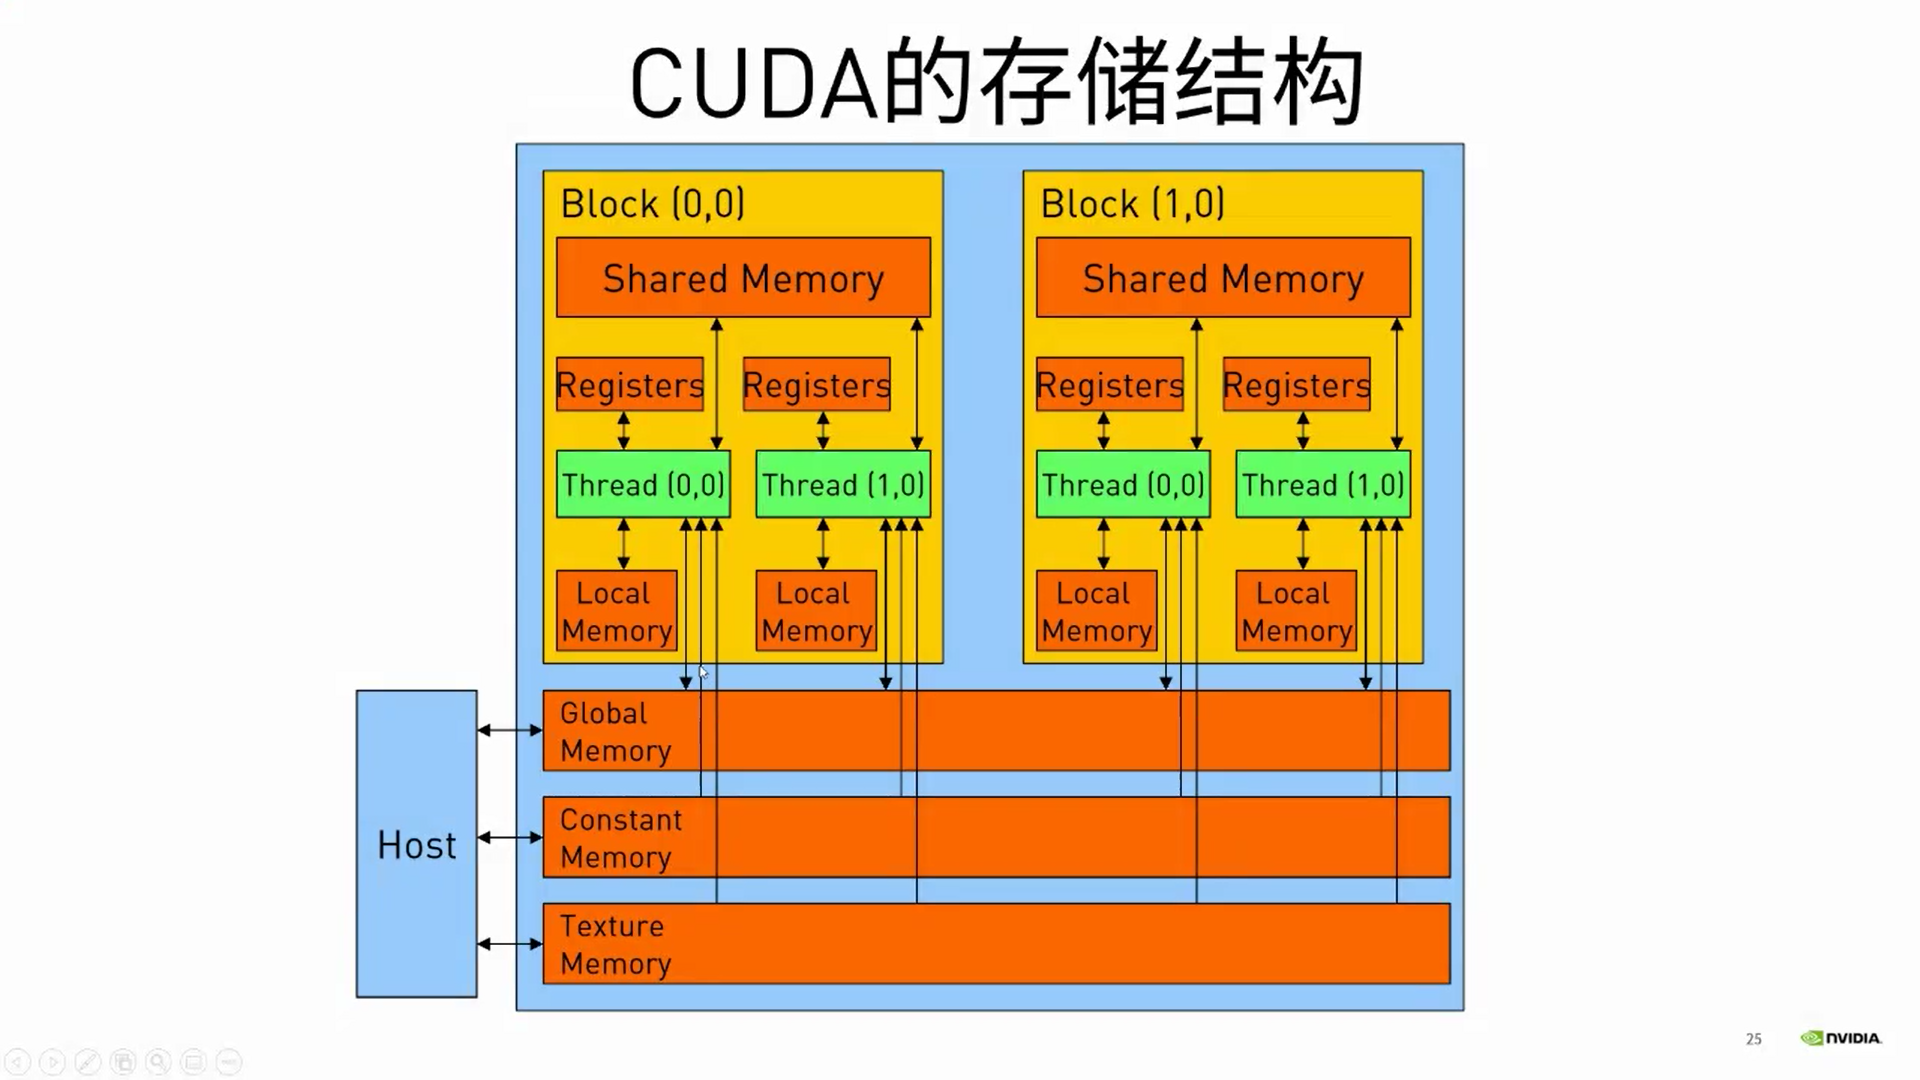 CUDA的存储结构
Block (0,0)
Shared Memory
Registers
Registers
Thread (0,0)
Thread (1,0)
Local
Memory
Local
Memory
Block (1,0)
Shared Memory
Registers
Registers
Thread (0,0)
Thread (1,0)
Local
Memory
Local
Memory
Host
Global
Memory
Constant
Memory
Texture
Memory
25
NVIDIA.